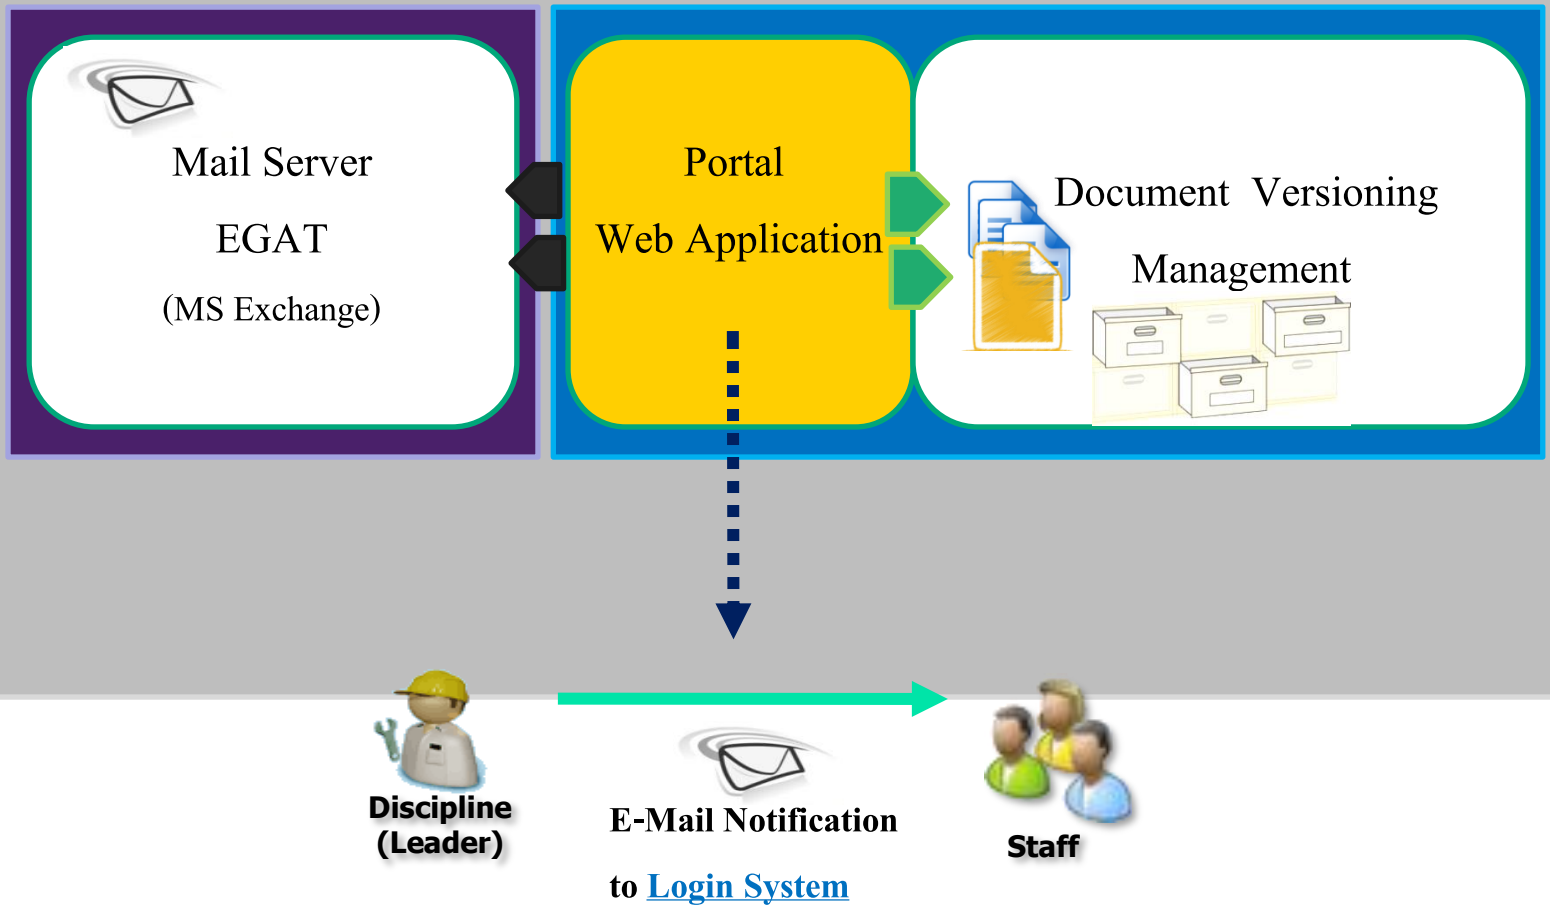 Mail Server
EGAT
(MS Exchange)
Portal
Web Application
Document Versioning
Management
Discipline
(Leader)
E-Mail Notification
to Login System
Staff